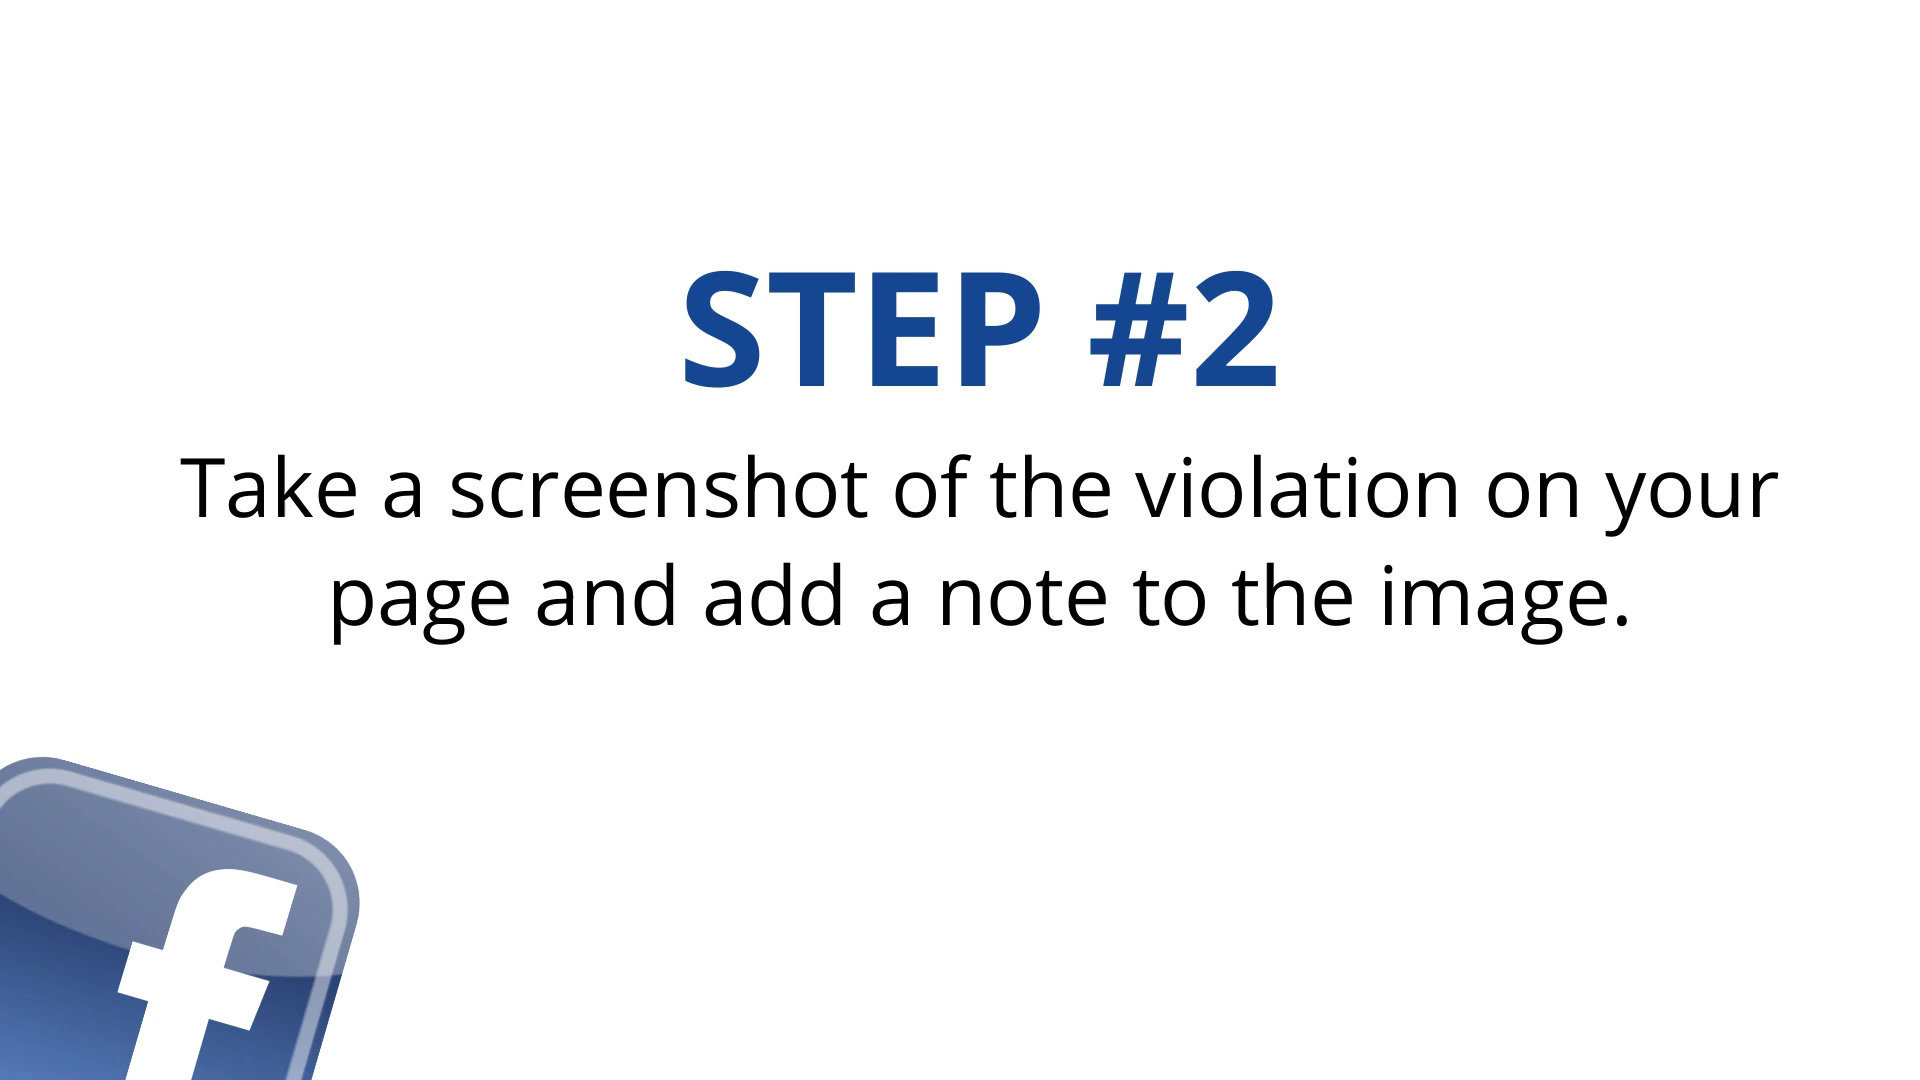 STEP #2
Take a screenshot of the violation on your
page and add a note to the image.
f